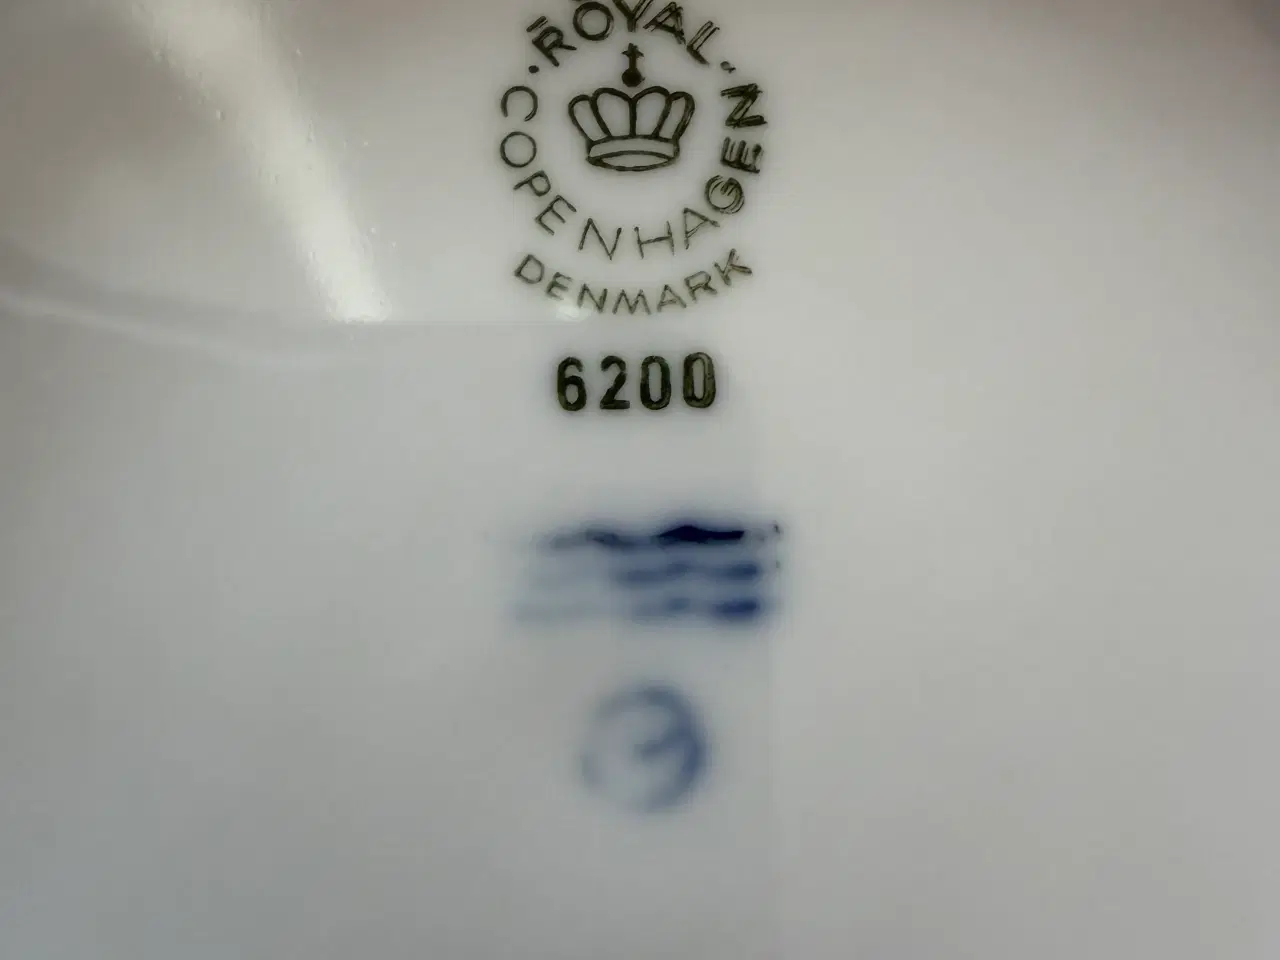 ROYAL
COPENHAGEN
DENMARK
6200